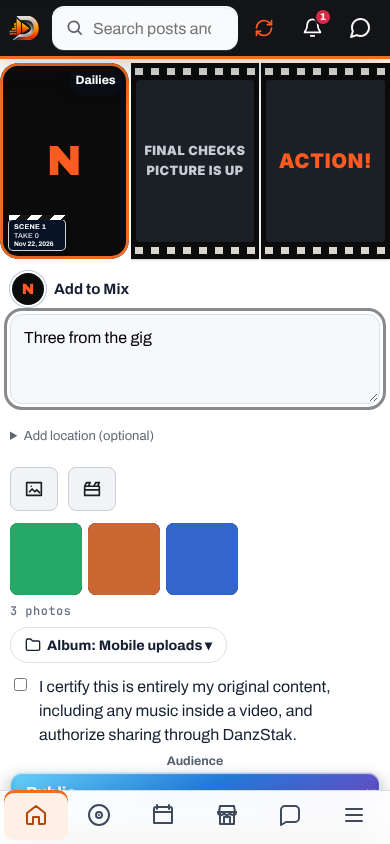 Search posts and
1
Dailies
N
SCENE 1
TAKE 0
Nov 22, 2026
FINAL CHECKS
PICTURE IS UP
ACTION!
N
Add to Mix
Three from the gig
Add location (optional)
3 photos
Album: Mobile uploads ▾
I certify this is entirely my original content,
including any music inside a video, and
authorize sharing through DanzStak.
Audience
Public